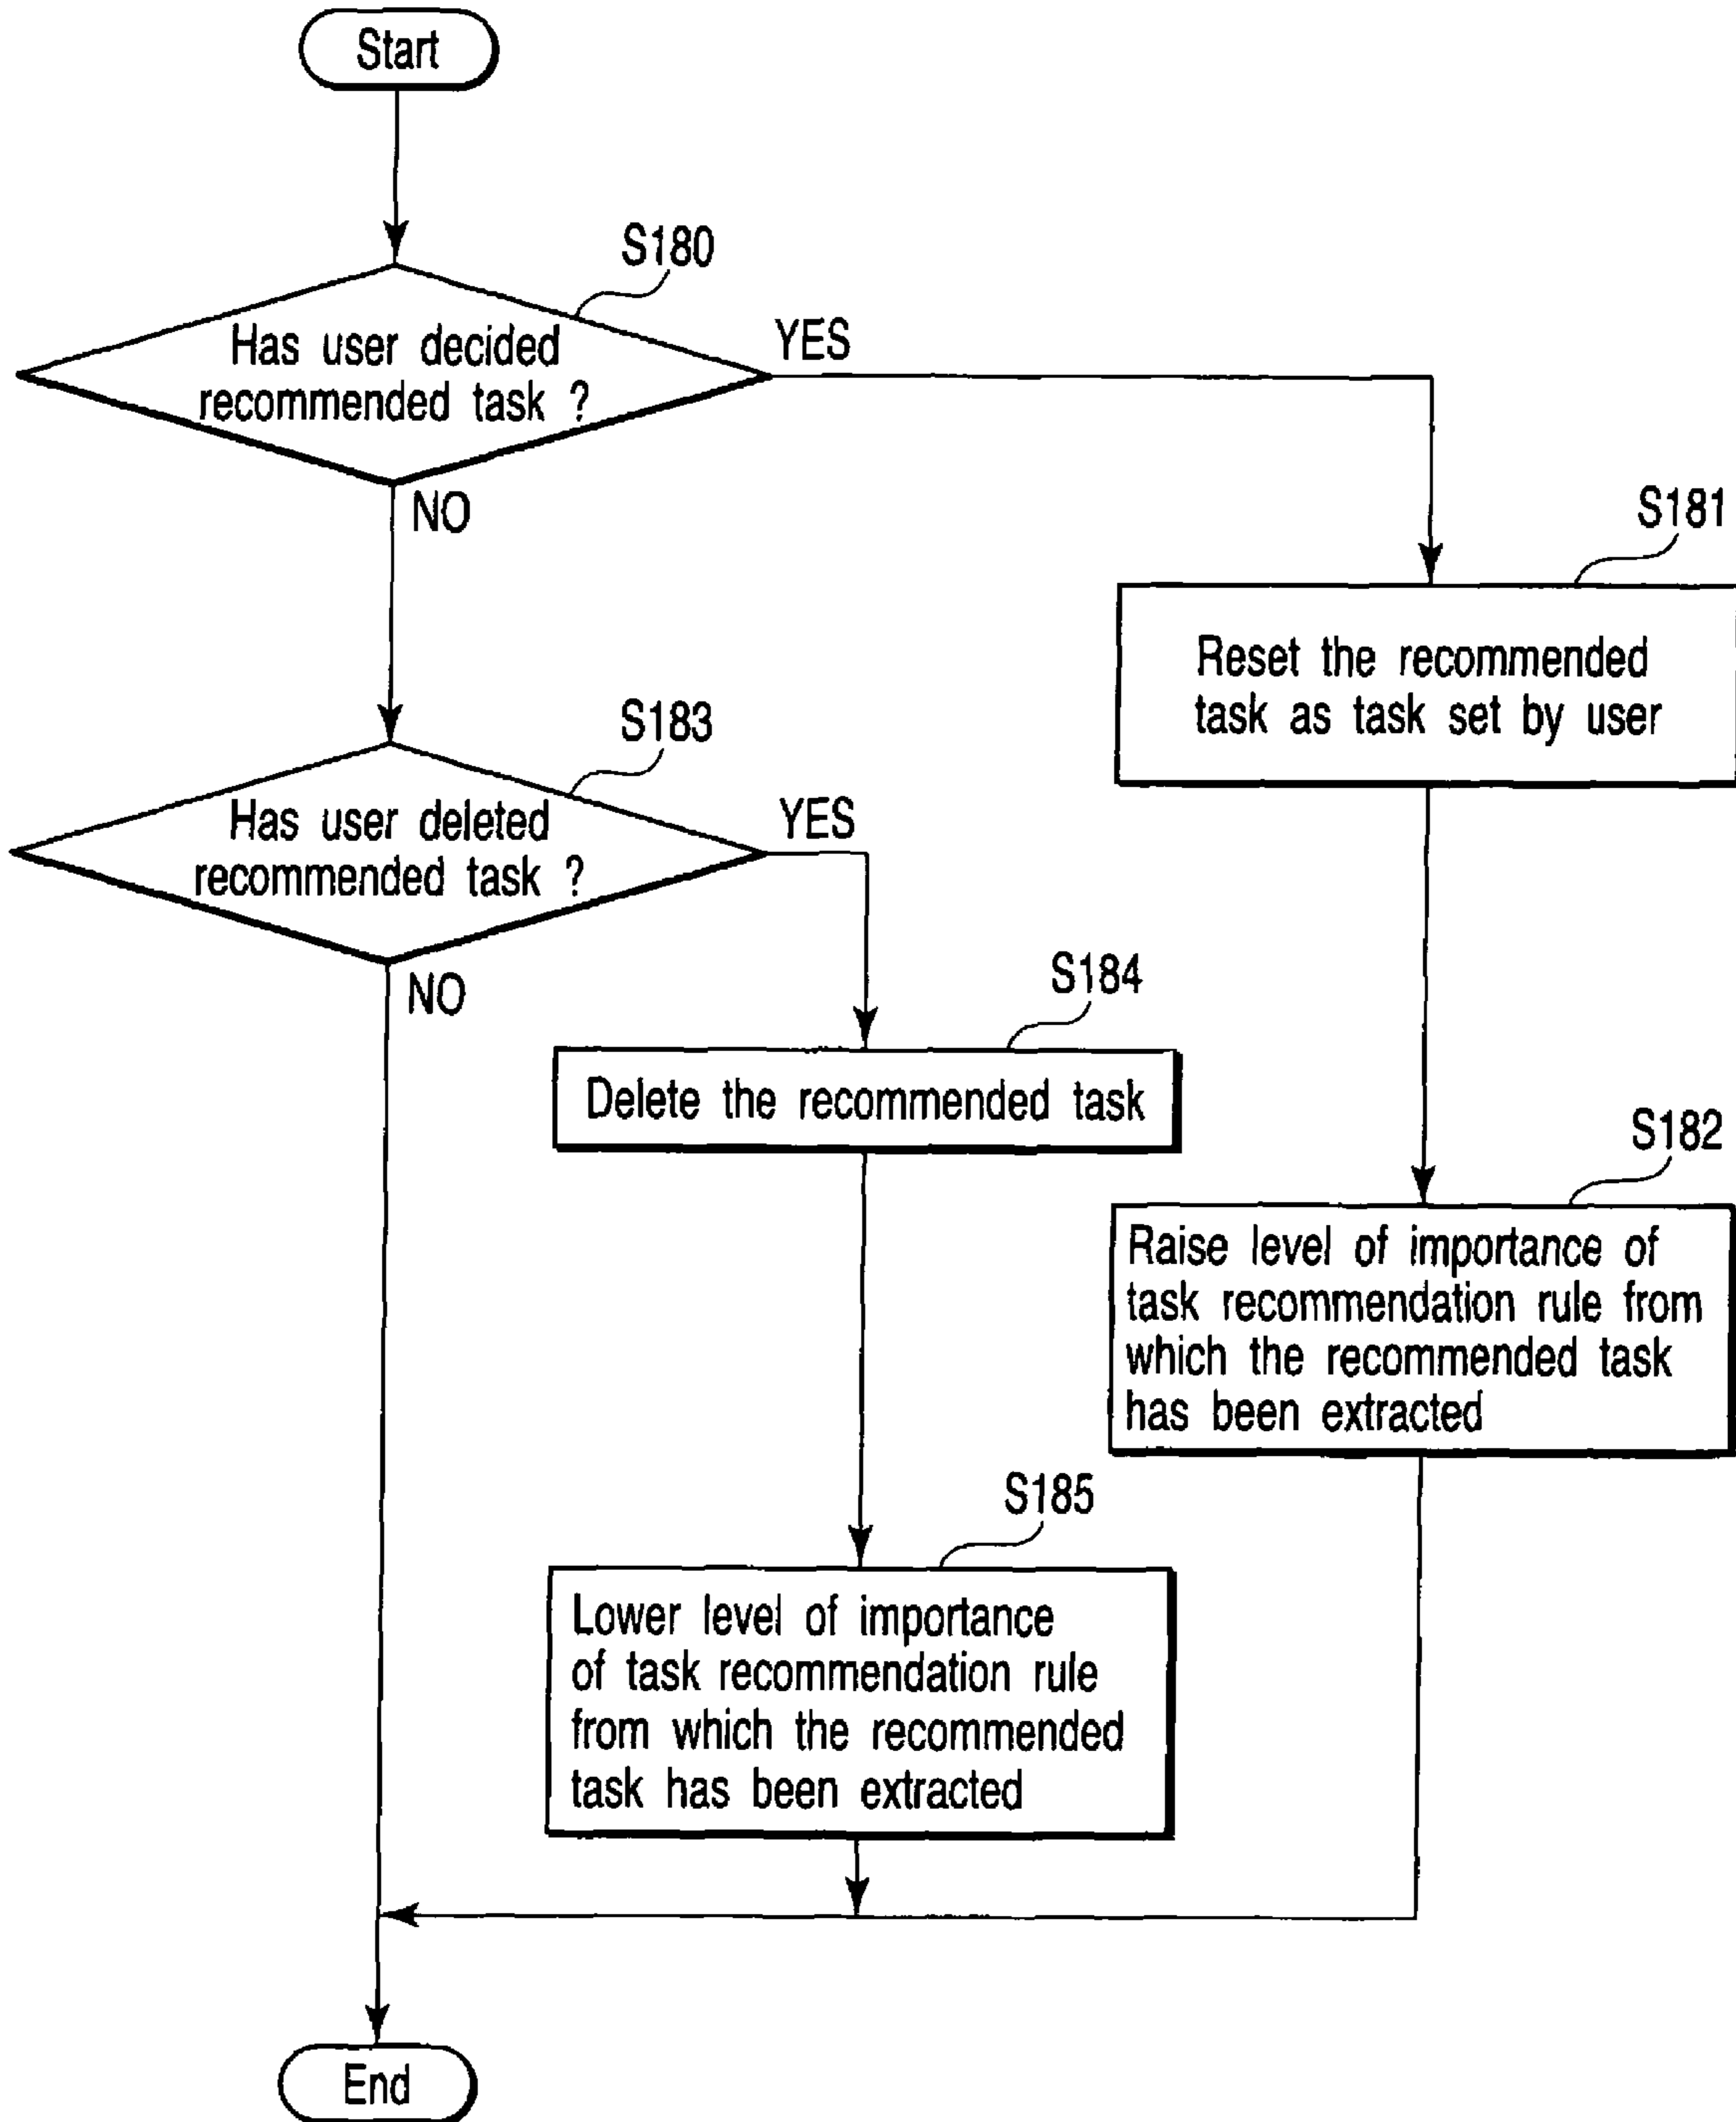 Start
S180
Has user decided
recommended task ?
YES
NO
S181
Reset the recommended
task as task set by user
S183
Has user deleted
recommended task ?
YES
NO
S184
Delete the recommended task
S182
Raise level of importance of
task recommendation rule from
which the recommended task
has been extracted
S185
Lower level of importance
of task recommendation rule
from which the recommended
task has been extracted
End